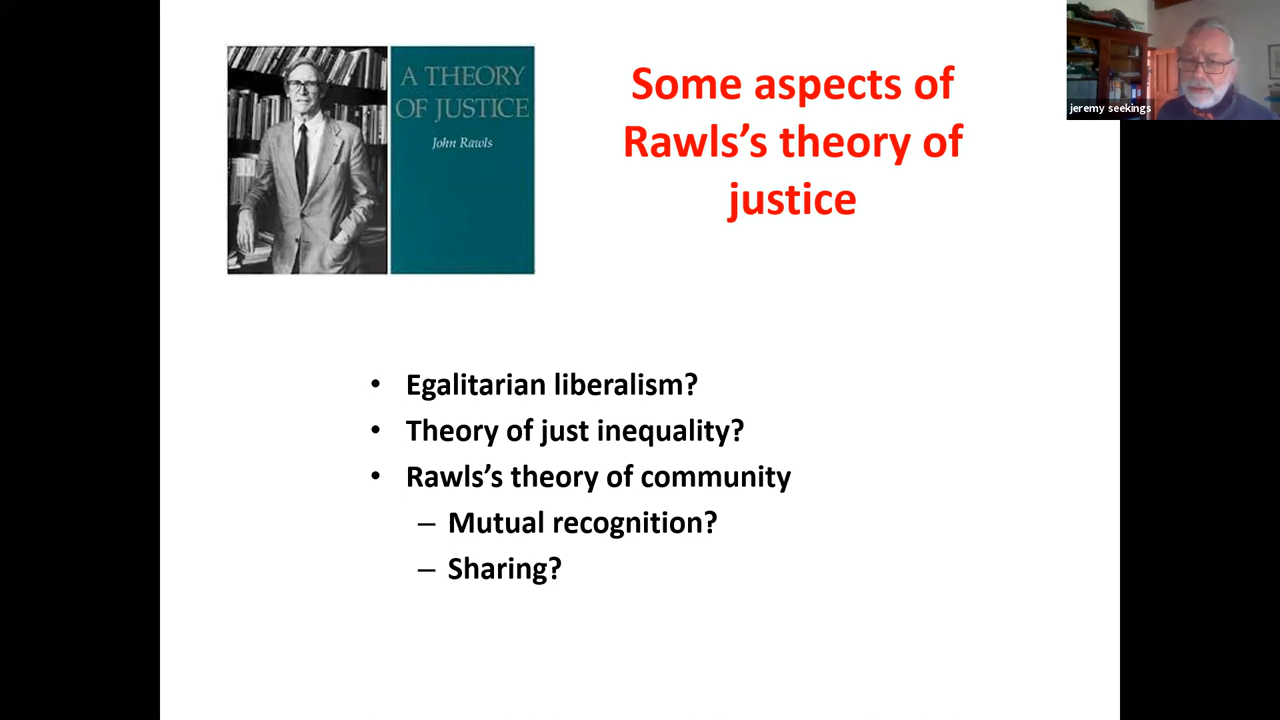 A THEORY
OF JUSTICE
John Rawls
Some aspects of
Rawls’s theory of
justice
jeremy seekings
• Egalitarian liberalism?
• Theory of just inequality?
• Rawls’s theory of community
– Mutual recognition?
– Sharing?